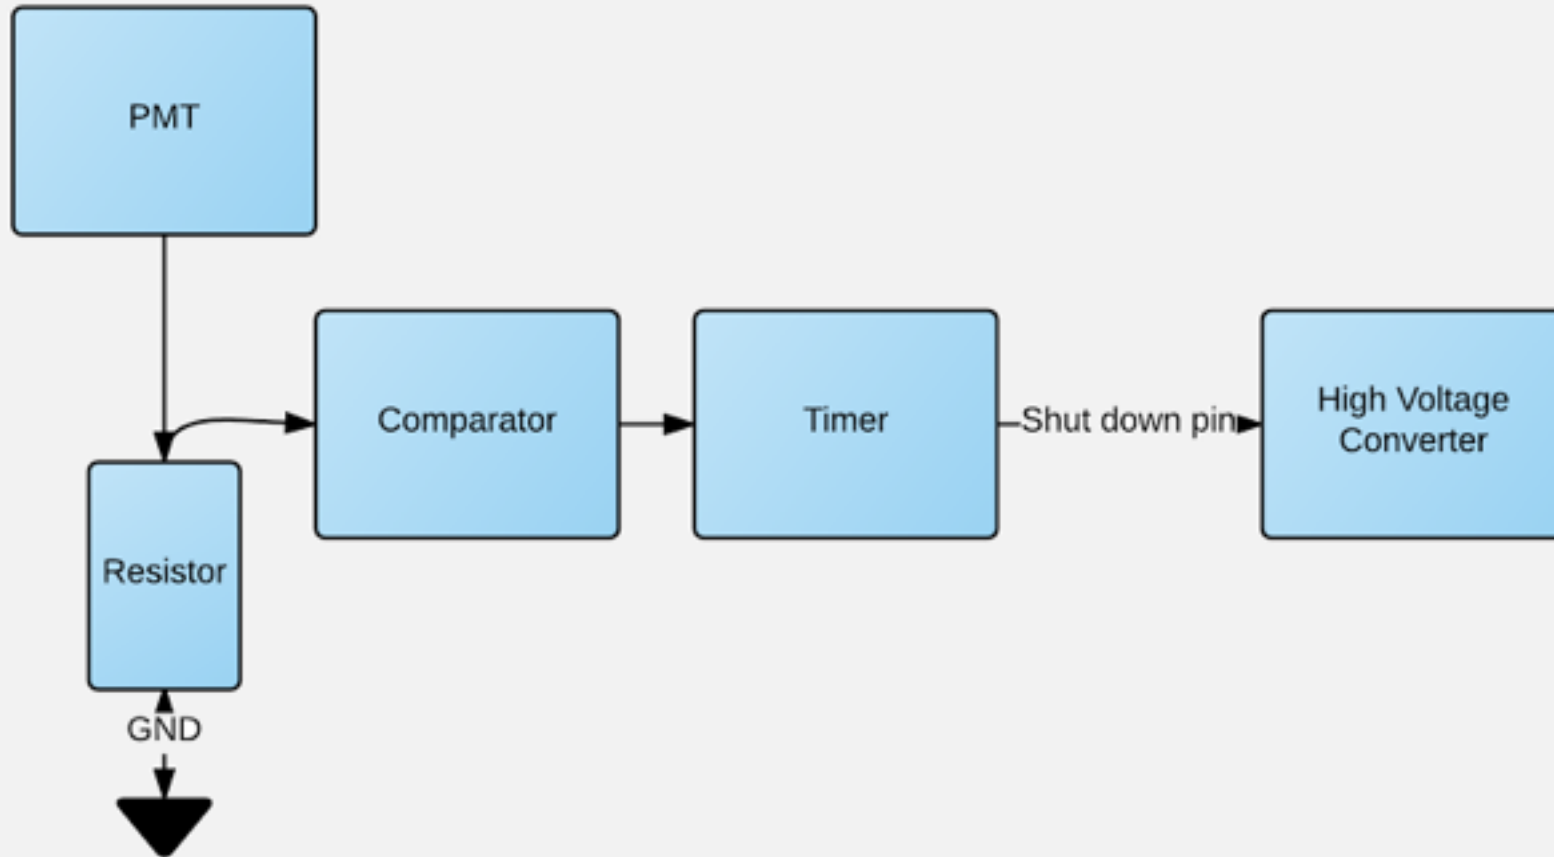 PMT
Comparator
Timer
Shut down pin
High Voltage
Converter
Resistor
GND